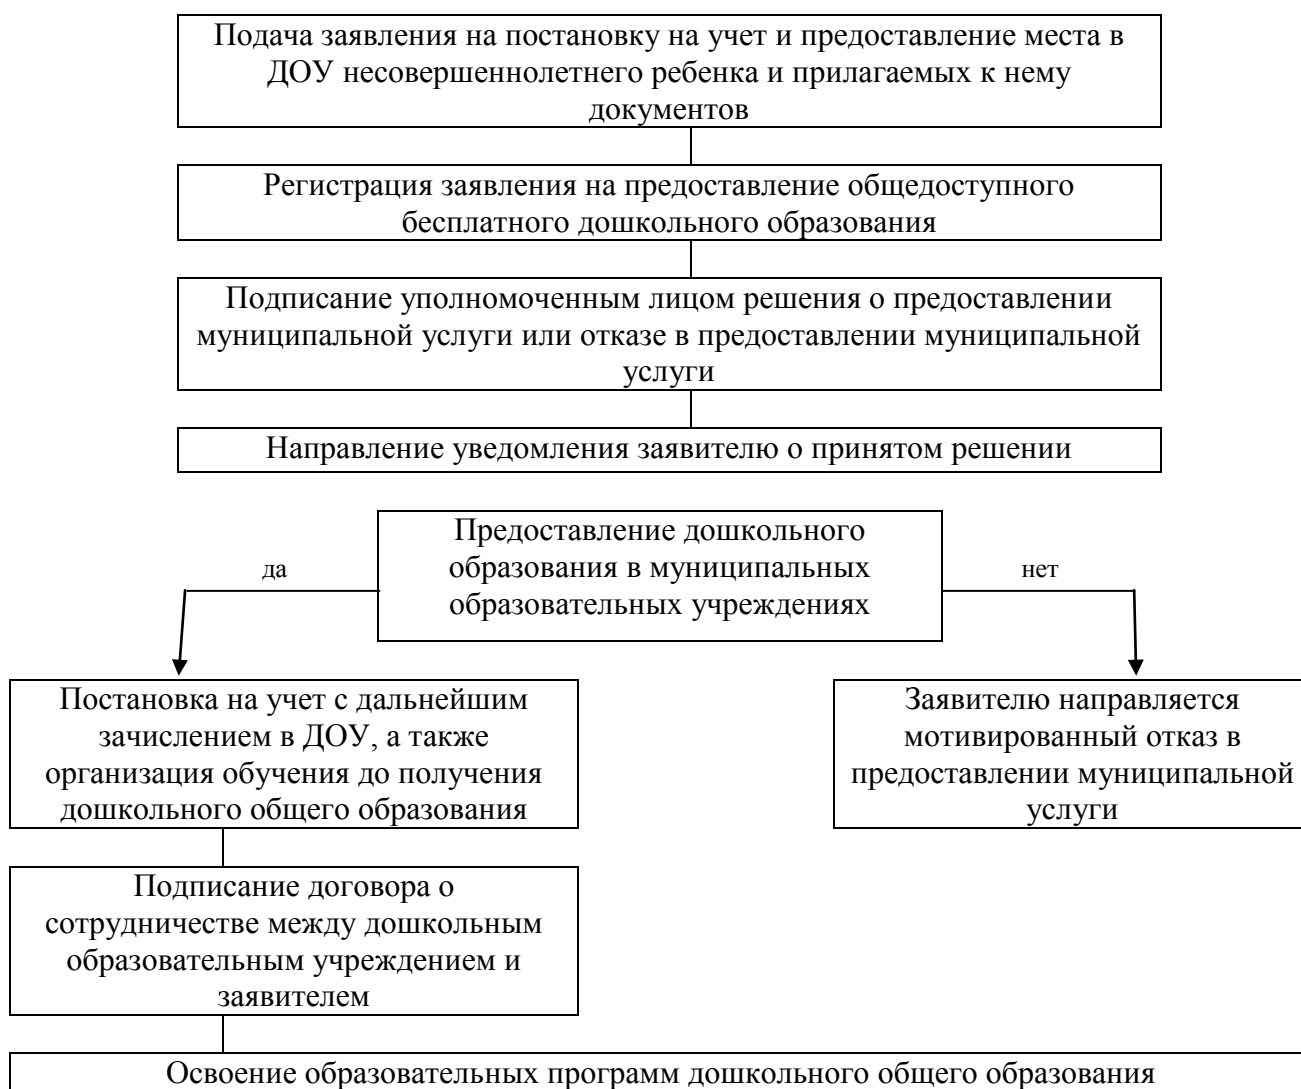 Подача заявления на постановку на учет и предоставление места в
ДОУ несовершеннолетнего ребенка и прилагаемых к нему
документов
Регистрация заявления на предоставление общедоступного
бесплатного дошкольного образования
Подписание уполномоченным лицом решения о предоставлении
муниципальной услуги или отказе в предоставлении муниципальной
услуги
Направление уведомления заявителю о принятом решении
Предоставление дошкольного
образования в муниципальных
образовательных учреждениях
да
нет
Постановка на учет с дальнейшим
зачислением в ДОУ, а также
организация обучения до получения
дошкольного общего образования
Заявителю направляется
мотивированный отказ в
предоставлении муниципальной
услуги
Подписание договора о
сотрудничестве между дошкольным
образовательным учреждением и
заявителем
Освоение образовательных программ дошкольного общего образования